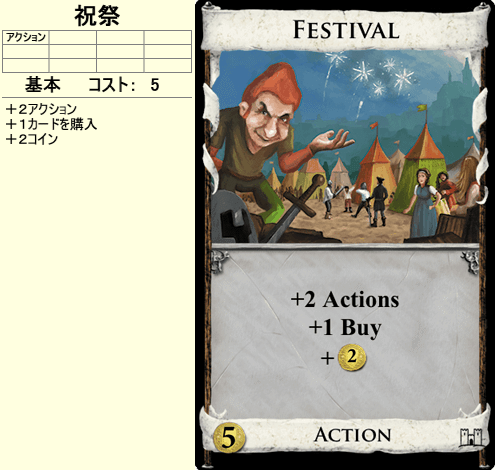 祝祭
アクション
基本 コスト: 5
+2アクション
+1カードを購入
+2コイン
FESTIVAL
+2 Actions
+1 Buy
+ 2
5 ACTION